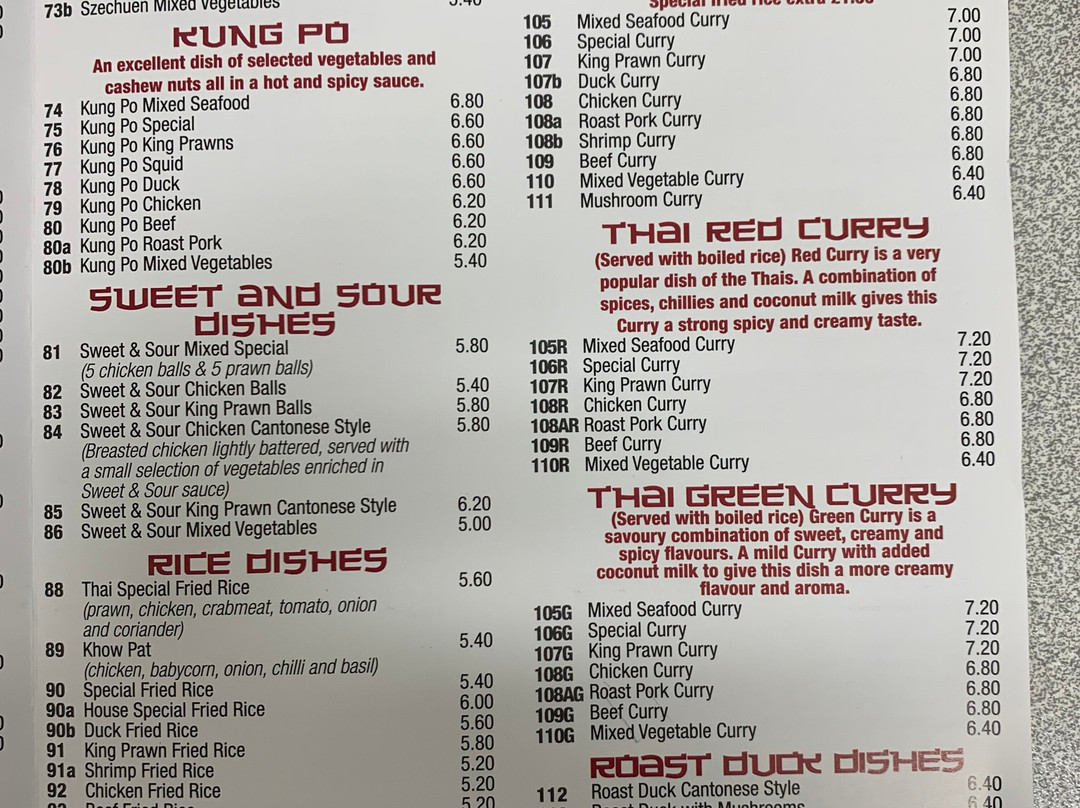 73b Szechuen Mixed Vegetables 5.40
KUNG PO
An excellent dish of selected vegetables and
cashew nuts all in a hot and spicy sauce.
74 Kung Po Mixed Seafood 6.80
75 Kung Po Special 6.60
76 Kung Po King Prawns 6.60
77 Kung Po Squid 6.60
78 Kung Po Duck 6.60
79 Kung Po Chicken 6.20
80 Kung Po Beef 6.20
80a Kung Po Roast Pork 6.20
80b Kung Po Mixed Vegetables 5.40
SWEET AND SOUR
DISHES
81 Sweet & Sour Mixed Special 5.80
(5 chicken balls & 5 prawn balls)
82 Sweet & Sour Chicken Balls 5.40
83 Sweet & Sour King Prawn Balls 5.80
84 Sweet & Sour Chicken Cantonese Style 5.80
(Breasted chicken lightly battered, served with
a small selection of vegetables enriched in
Sweet & Sour sauce)
85 Sweet & Sour King Prawn Cantonese Style 6.20
86 Sweet & Sour Mixed Vegetables 5.00
RICE DISHES
88 Thai Special Fried Rice 5.60
(prawn, chicken, crabmeat, tomato, onion
and coriander)
89 Khow Pat 5.40
(chicken, babycorn, onion, chilli and basil)
90 Special Fried Rice 5.40
90a House Special Fried Rice 6.00
90b Duck Fried Rice 5.60
91 King Prawn Fried Rice 5.80
91a Shrimp Fried Rice 5.20
92 Chicken Fried Rice 5.20
Beef Fried Rice 5.20
Special fried rice extra
105 Mixed Seafood Curry 7.00
106 Special Curry 7.00
107 King Prawn Curry 7.00
107b Duck Curry 6.80
108 Chicken Curry 6.80
108a Roast Pork Curry 6.80
108b Shrimp Curry 6.80
109 Beef Curry 6.80
110 Mixed Vegetable Curry 6.40
111 Mushroom Curry 6.40
THAI RED CURRY
(Served with boiled rice) Red Curry is a very
popular dish of the Thais. A combination of
spices, chillies and coconut milk gives this
Curry a strong spicy and creamy taste.
105R Mixed Seafood Curry 7.20
106R Special Curry 7.20
107R King Prawn Curry 7.20
108R Chicken Curry 6.80
108AR Roast Pork Curry 6.80
109R Beef Curry 6.80
110R Mixed Vegetable Curry 6.40
THAI GREEN CURRY
(Served with boiled rice) Green Curry is a
savoury combination of sweet, creamy and
spicy flavours. A mild Curry with added
coconut milk to give this dish a more creamy
flavour and aroma.
105G Mixed Seafood Curry 7.20
106G Special Curry 7.20
107G King Prawn Curry 7.20
108G Chicken Curry 6.80
108AG Roast Pork Curry 6.80
109G Beef Curry 6.80
110G Mixed Vegetable Curry 6.40
ROAST DUCK DISHES
112 Roast Duck Cantonese Style 6.40
Roast Duck with Mushrooms 6.40